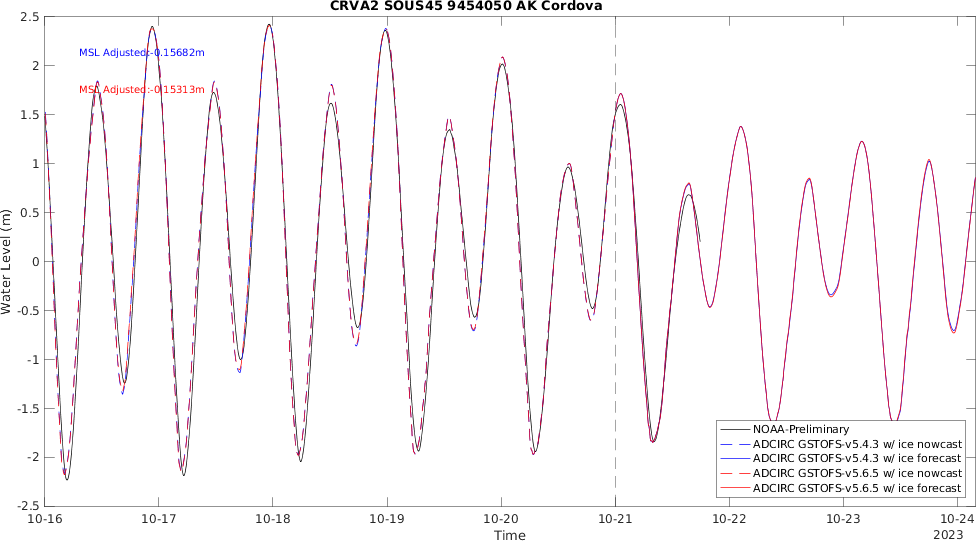 CRVA2 SOUS45 9454050 AK Cordova
2.5
2
1.5
1
0.5
0
-0.5
-1
-1.5
-2
-2.5
Water Level (m)
MSL Adjusted:-0.15682m
MSL Adjusted:-0.15313m
NOAA-Preliminary
ADCIRC GSTOFS-v5.4.3 w/ ice nowcast
ADCIRC GSTOFS-v5.4.3 w/ ice forecast
ADCIRC GSTOFS-v5.6.5 w/ ice nowcast
ADCIRC GSTOFS-v5.6.5 w/ ice forecast
10-16 10-17 10-18 10-19 10-20 10-21 10-22 10-23 10-24
Time
2023